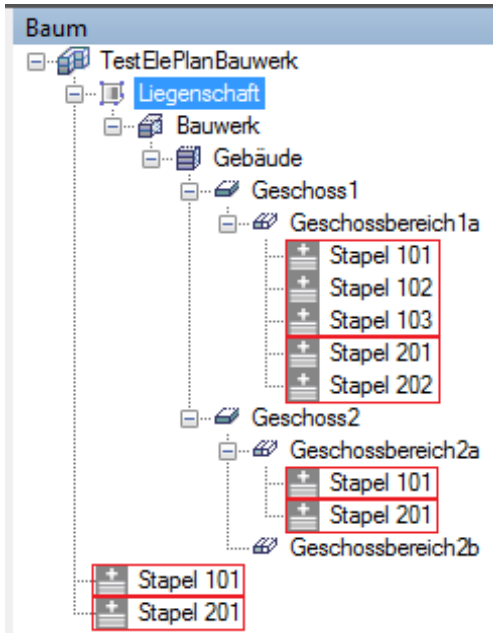 Baum
TestElePlanBauwerk
Liegenschaft
Bauwerk
Gebäude
Geschoss1
Geschossbereich1a
Stapel 101
Stapel 102
Stapel 103
Stapel 201
Stapel 202
Geschoss2
Geschossbereich2a
Stapel 101
Stapel 201
Geschossbereich2b
Stapel 101
Stapel 201